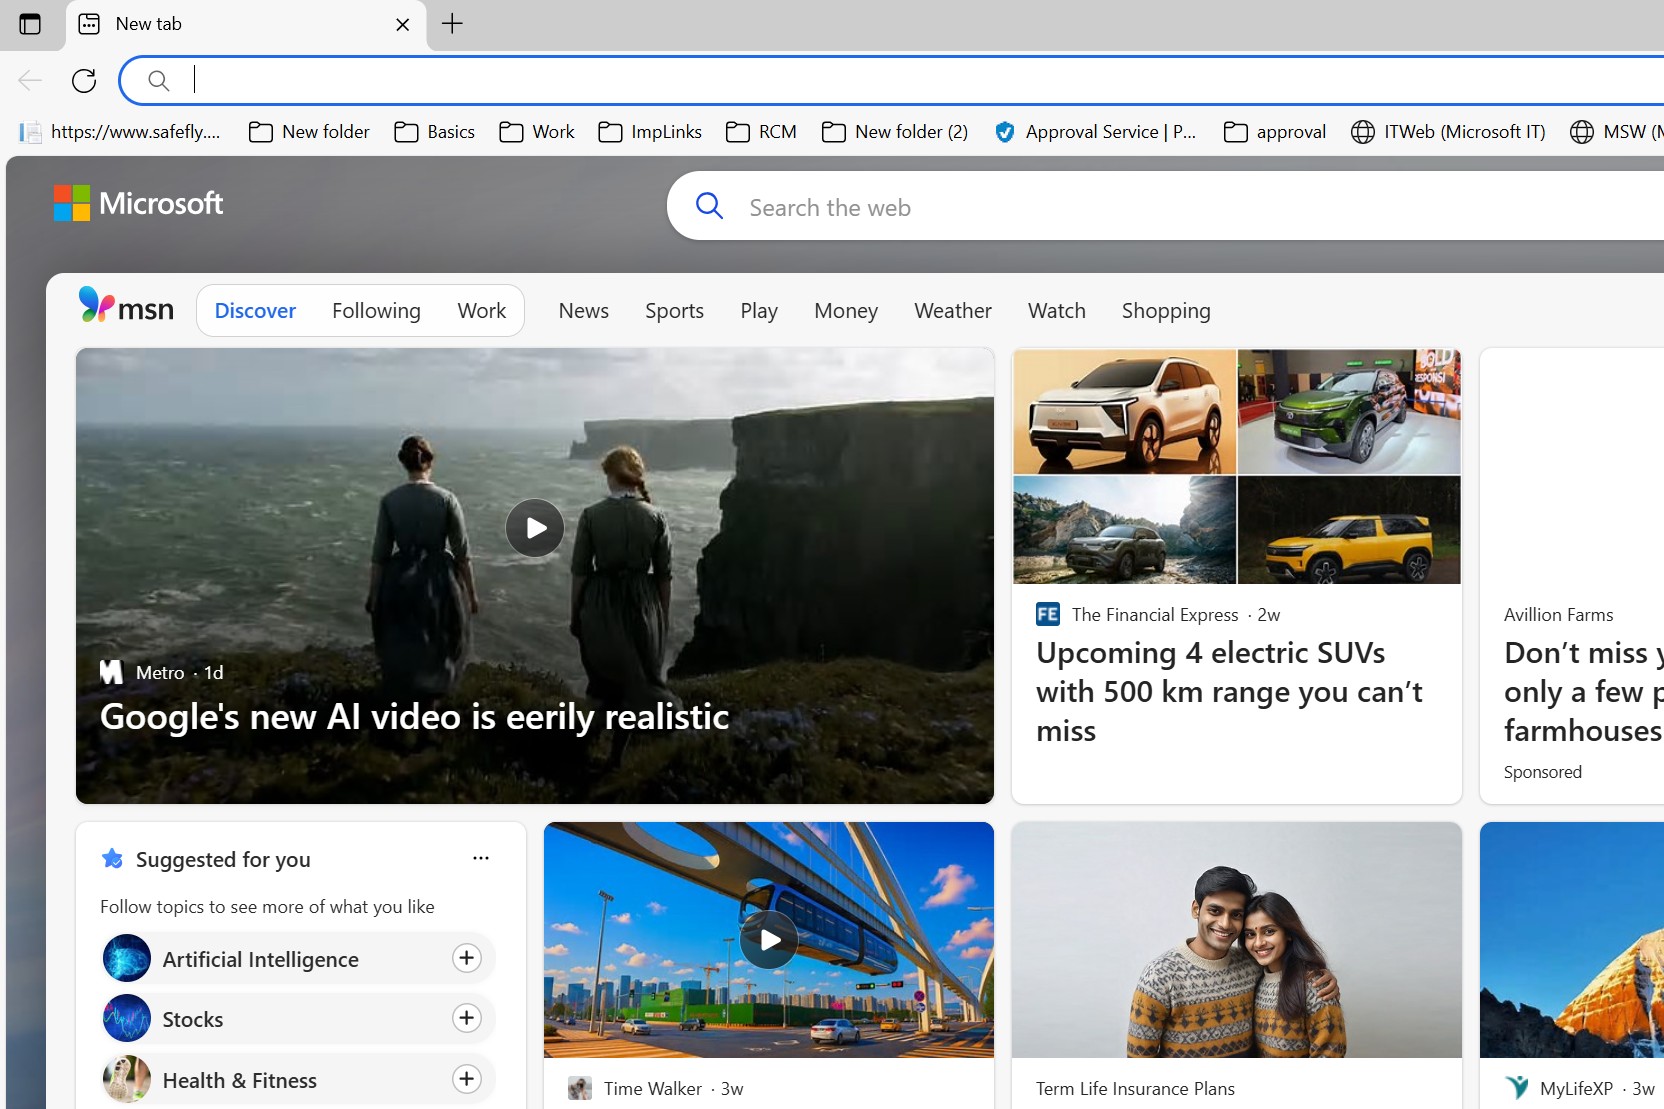 New tab
https://www.safefly....
New folder
Basics
Work
ImpLinks
RCM
New folder (2)
Approval Service | P...
approval
ITWeb (Microsoft IT)
MSW (M
Microsoft
Search the web
msn
Discover
Following
Work
News
Sports
Play
Money
Weather
Watch
Shopping
BOLD
RESPONSI
Metro · 1d
Google's new AI video is eerily realistic
FE The Financial Express · 2w
Upcoming 4 electric SUVs
with 500 km range you can’t
miss
Avillion Farms
Don’t miss y
only a few p
farmhouses
Sponsored
Suggested for you
Follow topics to see more of what you like
Artificial Intelligence
Stocks
Health & Fitness
Time Walker · 3w
Term Life Insurance Plans
MyLifeXP · 3w